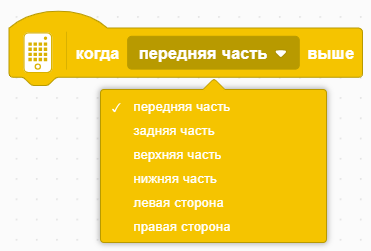 когда передняя часть выше
передняя часть
задняя часть
верхняя часть
нижняя часть
левая сторона
правая сторона